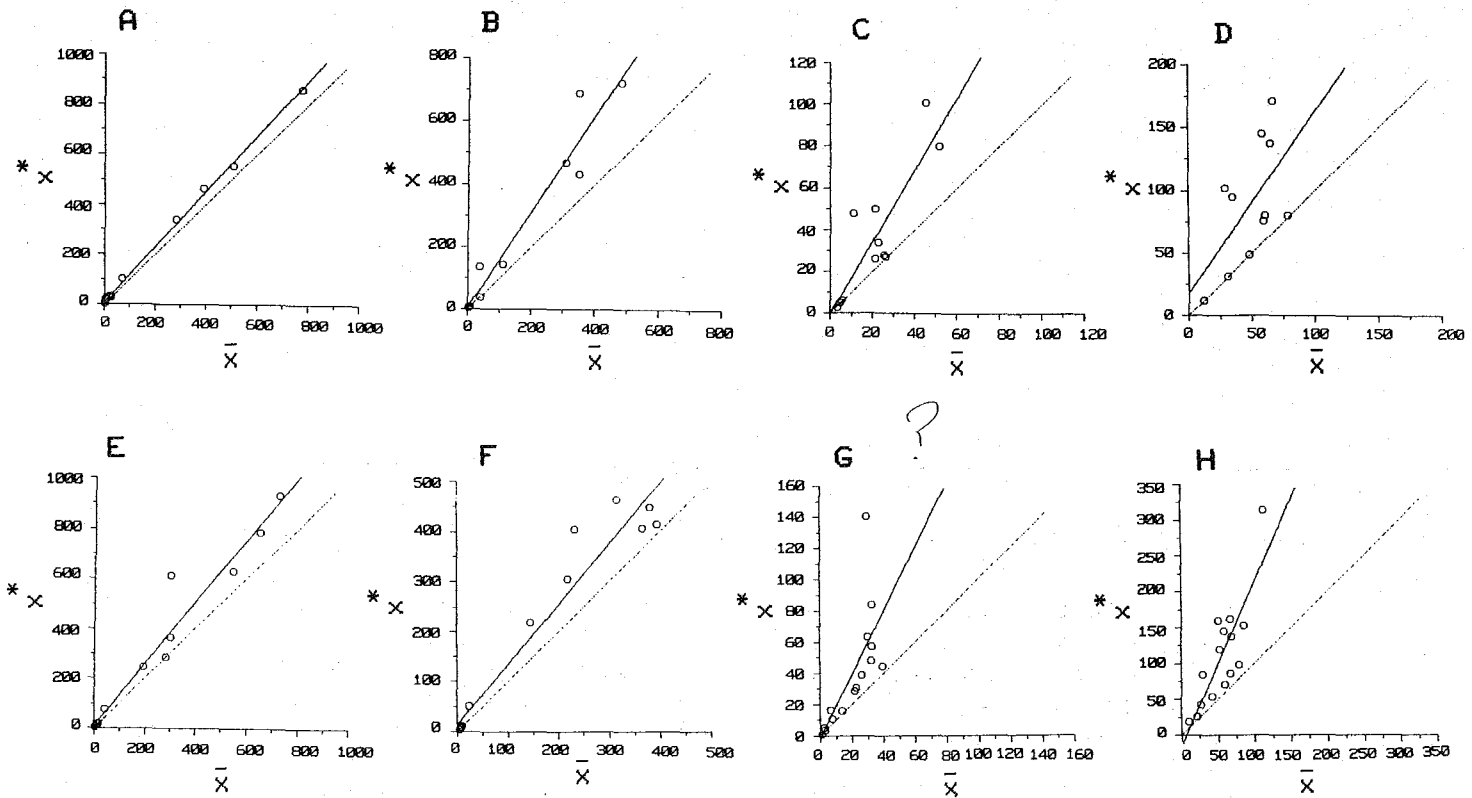 A
1000
800
600
400
200
0
*
X
0 200 400 600 800 1000
X̄
B
800
600
400
200
0
*
X
0 200 400 600 800
X̄
C
120
100
80
60
40
20
0
*
X
0 20 40 60 80 100 120
X̄
D
200
150
100
50
0
*
X
0 50 100 150 200
X̄
E
1000
800
600
400
200
0
*
X
0 200 400 600 800 1000
X̄
F
500
400
300
200
100
0
*
X
0 100 200 300 400 500
X̄
?
G
160
140
120
100
80
60
40
20
0
*
X
0 20 40 60 80 100 120 140 160
X̄
H
350
300
250
200
150
100
50
0
*
X
0 50 100 150 200 250 300 350
X̄